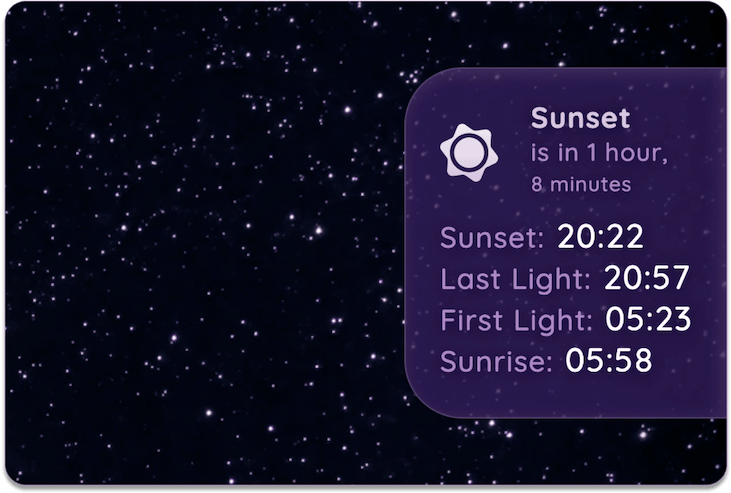 Sunset
is in 1 hour,
8 minutes
Sunset: 20:22
Last Light: 20:57
First Light: 05:23
Sunrise: 05:58